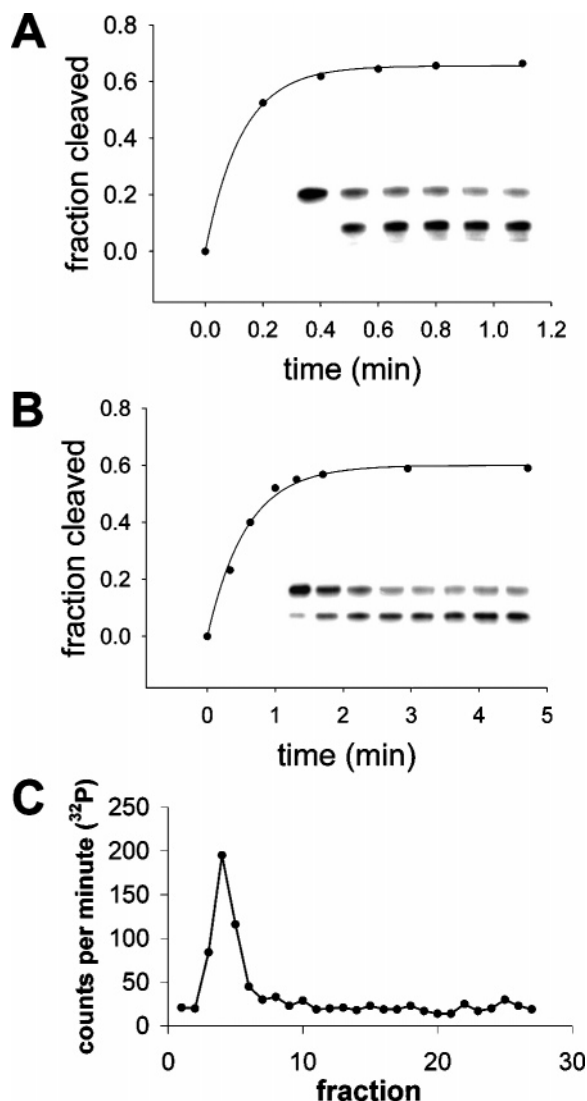 A
fraction cleaved
0.8
0.6
0.4
0.2
0.0
0.0 0.2 0.4 0.6 0.8 1.0 1.2
time (min)
B
fraction cleaved
0.8
0.6
0.4
0.2
0.0
0 1 2 3 4 5
time (min)
C
counts per minute (³²P)
250
200
150
100
50
0
0 10 20 30
fraction